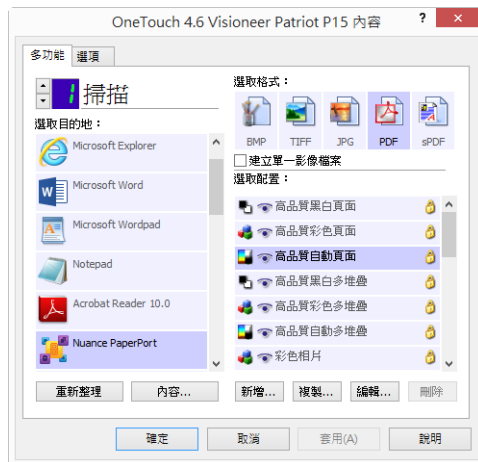 OneTouch 4.6 Visioneer Patriot P15 內容
? ×
多功能 選項
1 掃描
選取目的地：
Microsoft Explorer
Microsoft Word
Microsoft Wordpad
Notepad
Acrobat Reader 10.0
Nuance PaperPort
重新整理 內容...
選取格式：
BMP TIFF JPG PDF sPDF
建立單一影像檔案
選取配置：
高品質黑白頁面
高品質彩色頁面
高品質自動頁面
高品質黑白多堆疊
高品質彩色多堆疊
高品質自動多堆疊
彩色相片
新增... 複製... 編輯... 刪除
確定 取消 套用(A) 說明